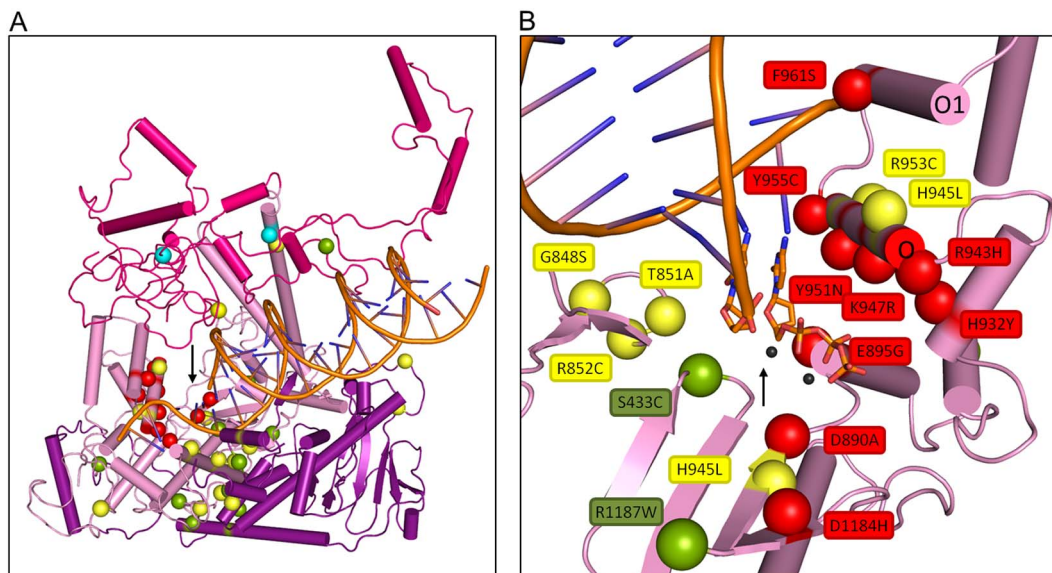 A
B
F961S
O1
R953C
Y955C
H945L
G848S
T851A
O
R943H
Y951N
K947R
H932Y
R852C
E895G
S433C
D890A
H945L
R1187W
D1184H